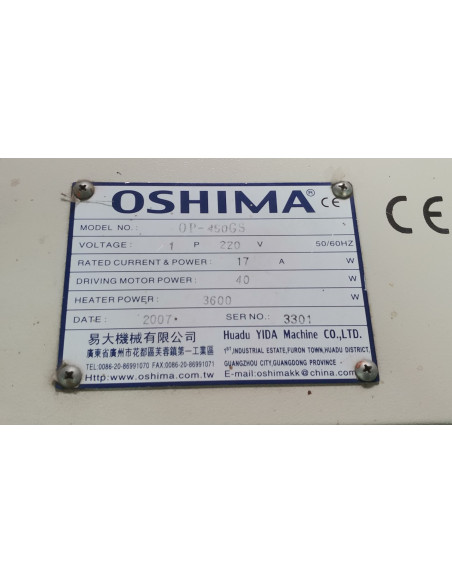 OSHIMA® CE
CE
MODEL NO.: OP-450GS
VOLTAGE: 1 P 220 V 50/60HZ
RATED CURRENT & POWER: 17 A W
DRIVING MOTOR POWER: 40 W
HEATER POWER: 3600 W
DATE: 2007. SER NO.: 3301
易大機械有限公司 Huadu YIDA Machine CO.,LTD.
廣東省廣州市花都區芙蓉鎮第一工業區 1ST,INDUSTRIAL ESTATE,FURON TOWN,HUADU DISTRICT,
TEL:0086-20-86991070 FAX:0086-20-86991071 GUANGZHOU CITY,GUANGDONG PROVINCE
Http:www.oshima.com.tw E-mail:oshimakk@china.com